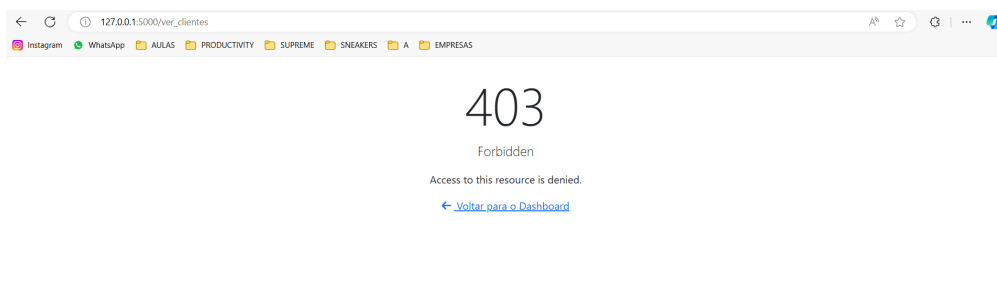 127.0.0.1:5000/ver_clientes
Instagram WhatsApp AULAS PRODUCTIVITY SUPREME SNEAKERS A EMPRESAS
403
Forbidden
Access to this resource is denied.
← Voltar para o Dashboard